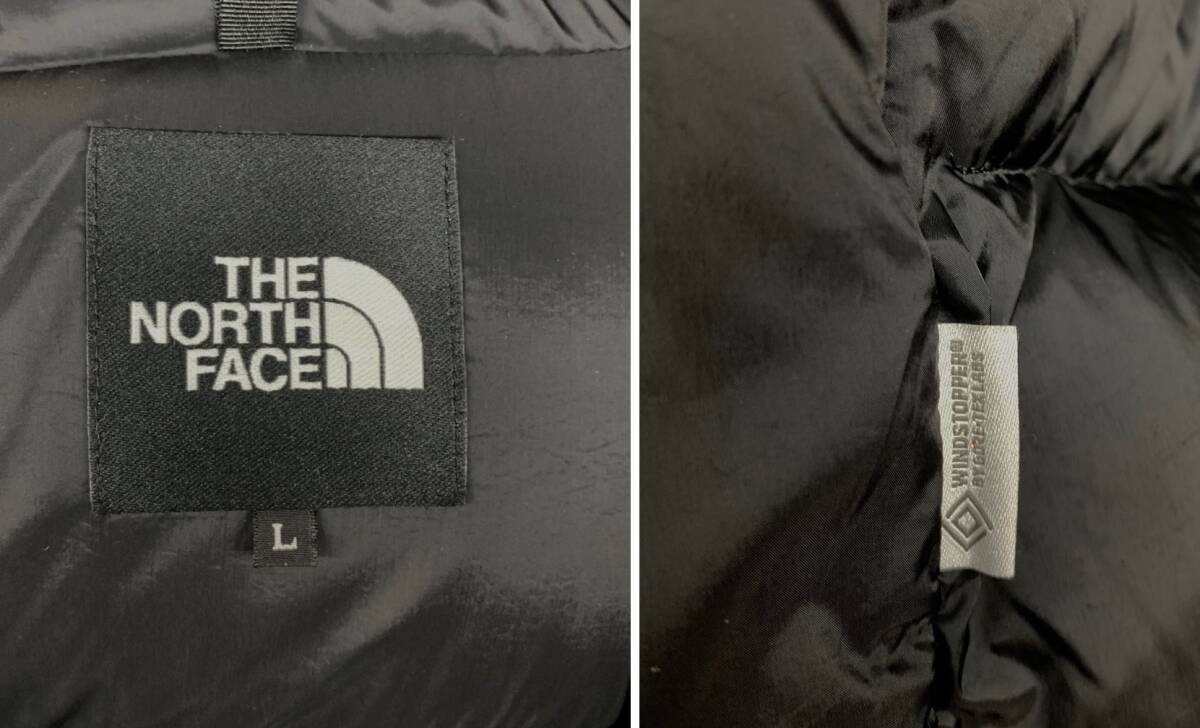 THE
NORTH
FACE
L
WINDSTOPPER®
BY GORE-TEX LABS